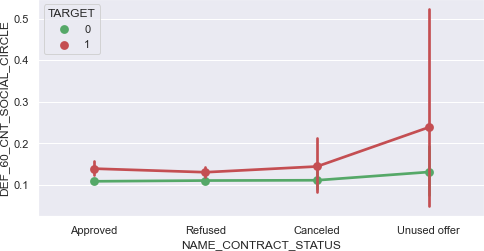 TARGET
0
1
0.5
0.4
0.3
0.2
0.1
DEF_60_CNT_SOCIAL_CIRCLE
Approved Refused Canceled Unused offer
NAME_CONTRACT_STATUS